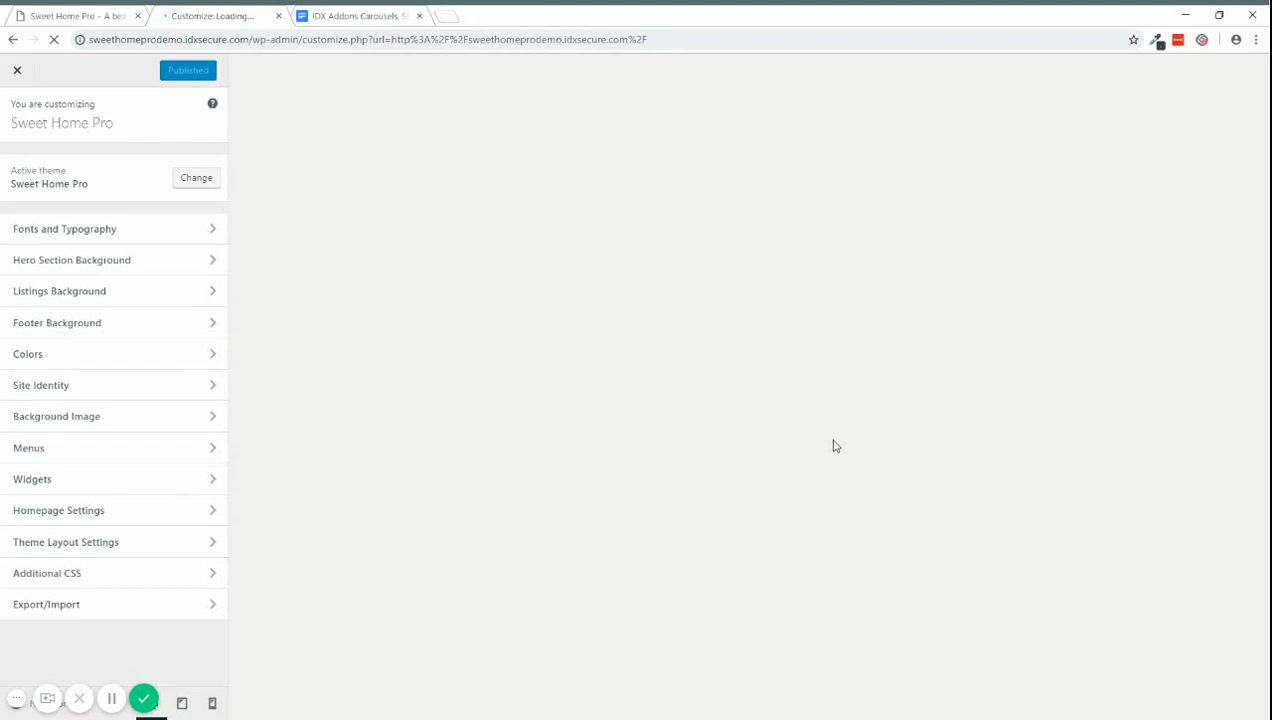 Sweet Home Pro – A bea
Customize: Loading...
IDX Addons Carousels, S
sweethomeprodemo.idxsecure.com/wp-admin/customize.php?url=http%3A%2F%2Fsweethomeprodemo.idxsecure.com%2F
Published
You are customizing
Sweet Home Pro
Active theme
Sweet Home Pro
Change
Fonts and Typography
Hero Section Background
Listings Background
Footer Background
Colors
Site Identity
Background Image
Menus
Widgets
Homepage Settings
Theme Layout Settings
Additional CSS
Export/Import